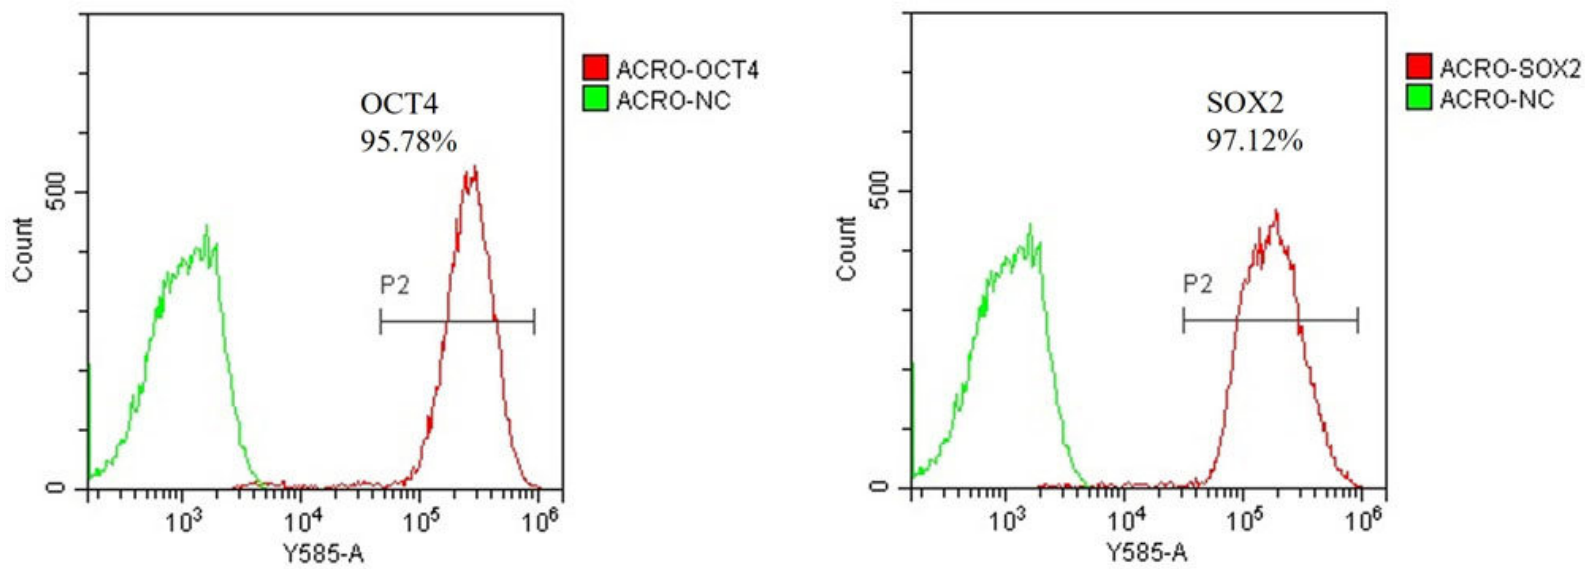 ACRO-OCT4
ACRO-NC
OCT4
95.78%
P2
Count
500
0
10³ 10⁴ 10⁵ 10⁶
Y585-A
ACRO-SOX2
ACRO-NC
SOX2
97.12%
P2
Count
500
0
10³ 10⁴ 10⁵ 10⁶
Y585-A